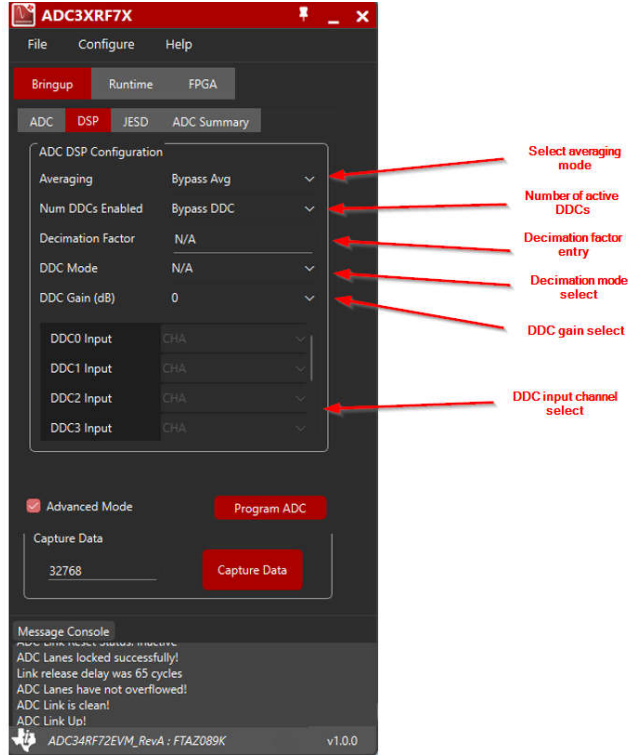 ADC3XRF7X
File Configure Help
Bringup Runtime FPGA
ADC DSP JESD ADC Summary
ADC DSP Configuration
Averaging Bypass Avg
Select averaging
mode
Num DDCs Enabled Bypass DDC
Number of active
DDCs
Decimation Factor N/A
Decimation factor
entry
DDC Mode N/A
Decimation mode
select
DDC Gain (dB) 0
DDC gain select
DDC0 Input CHA
DDC1 Input CHA
DDC2 Input CHA
DDC input channel
select
DDC3 Input CHA
Advanced Mode Program ADC
Capture Data
32768 Capture Data
Message Console
ADC Link Reset Status: Inactive
ADC Lanes locked successfully!
Link release delay was 65 cycles
ADC Lanes have not overflowed!
ADC Link is clean!
ADC Link Up!
ADC34RF72EVM_RevA : FTAZ089K v1.0.0